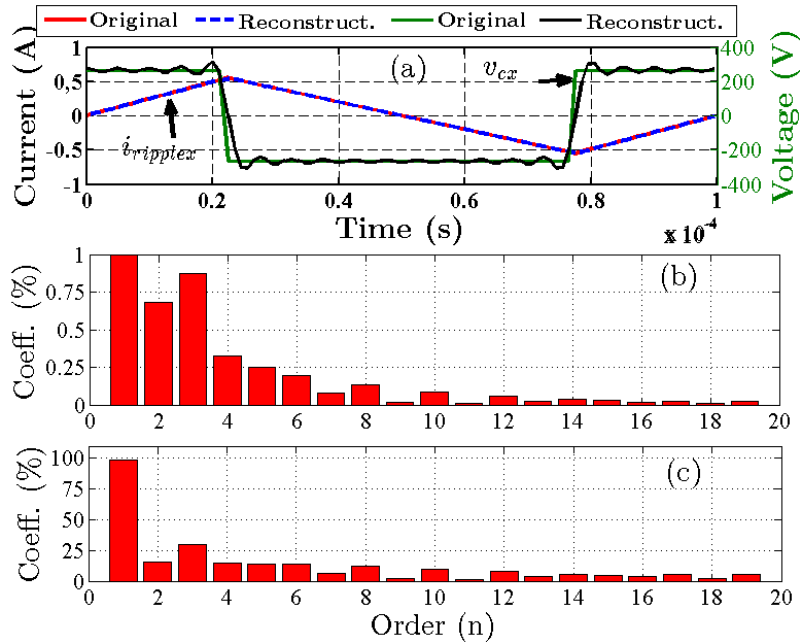 Original Reconstruct. Original Reconstruct.
Current (A)
1
0.5
0
-0.5
-1
(a)
v_cx
i_ripplex
400
200
0
-200
-400
Voltage (V)
0 0.2 0.4 0.6 0.8 1
Time (s)
x 10^-4
Coeff. (%)
1
0.75
0.5
0.25
0
(b)
0 2 4 6 8 10 12 14 16 18 20
Coeff. (%)
100
75
50
25
0
(c)
0 2 4 6 8 10 12 14 16 18 20
Order (n)